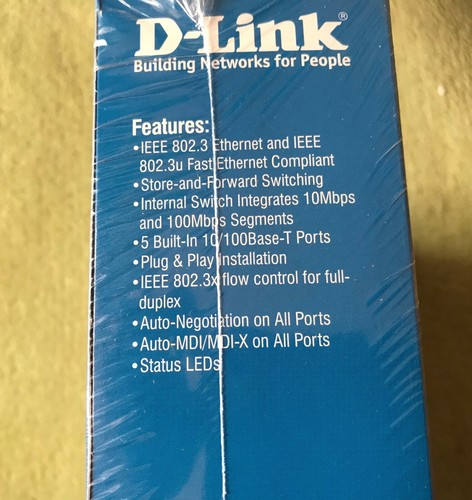 D-Link®
Building Networks for People
Features:
•IEEE 802.3 Ethernet and IEEE
802.3u Fast Ethernet Compliant
•Store-and-Forward Switching
•Internal Switch Integrates 10Mbps
and 100Mbps Segments
•5 Built-In 10/100Base-T Ports
•Plug & Play Installation
•IEEE 802.3x flow control for full-
duplex
•Auto-Negotiation on All Ports
•Auto-MDI/MDI-X on All Ports
•Status LEDs